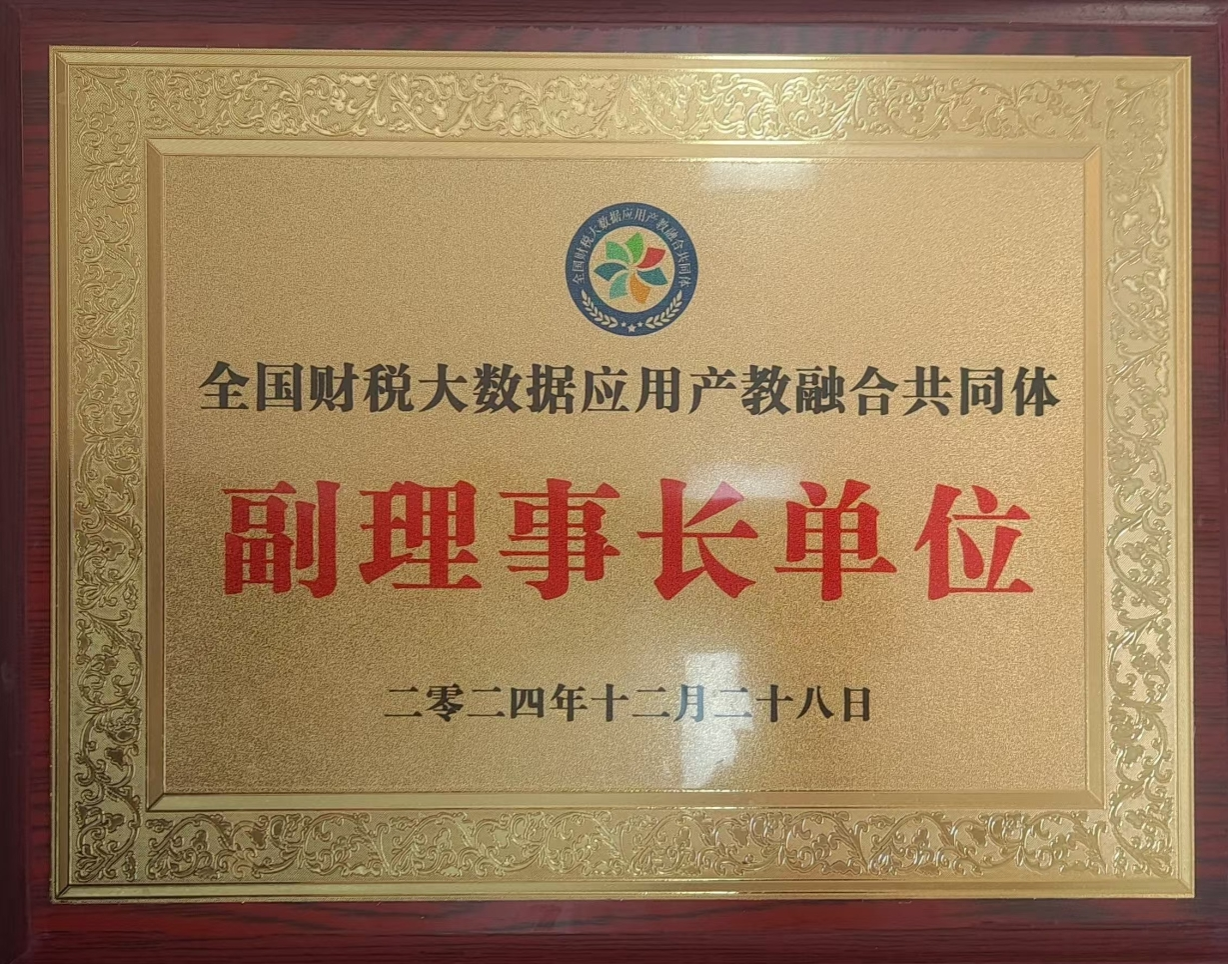 全国财税大数据应用产教融合共同体
全国财税大数据应用产教融合共同体
副理事长单位
二零二四年十二月二十八日